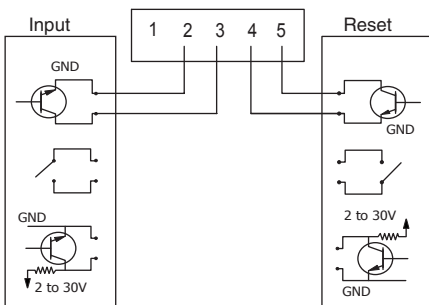 Input
1 2 3 4 5
Reset
GND
GND
GND
2 to 30V
2 to 30V
GND